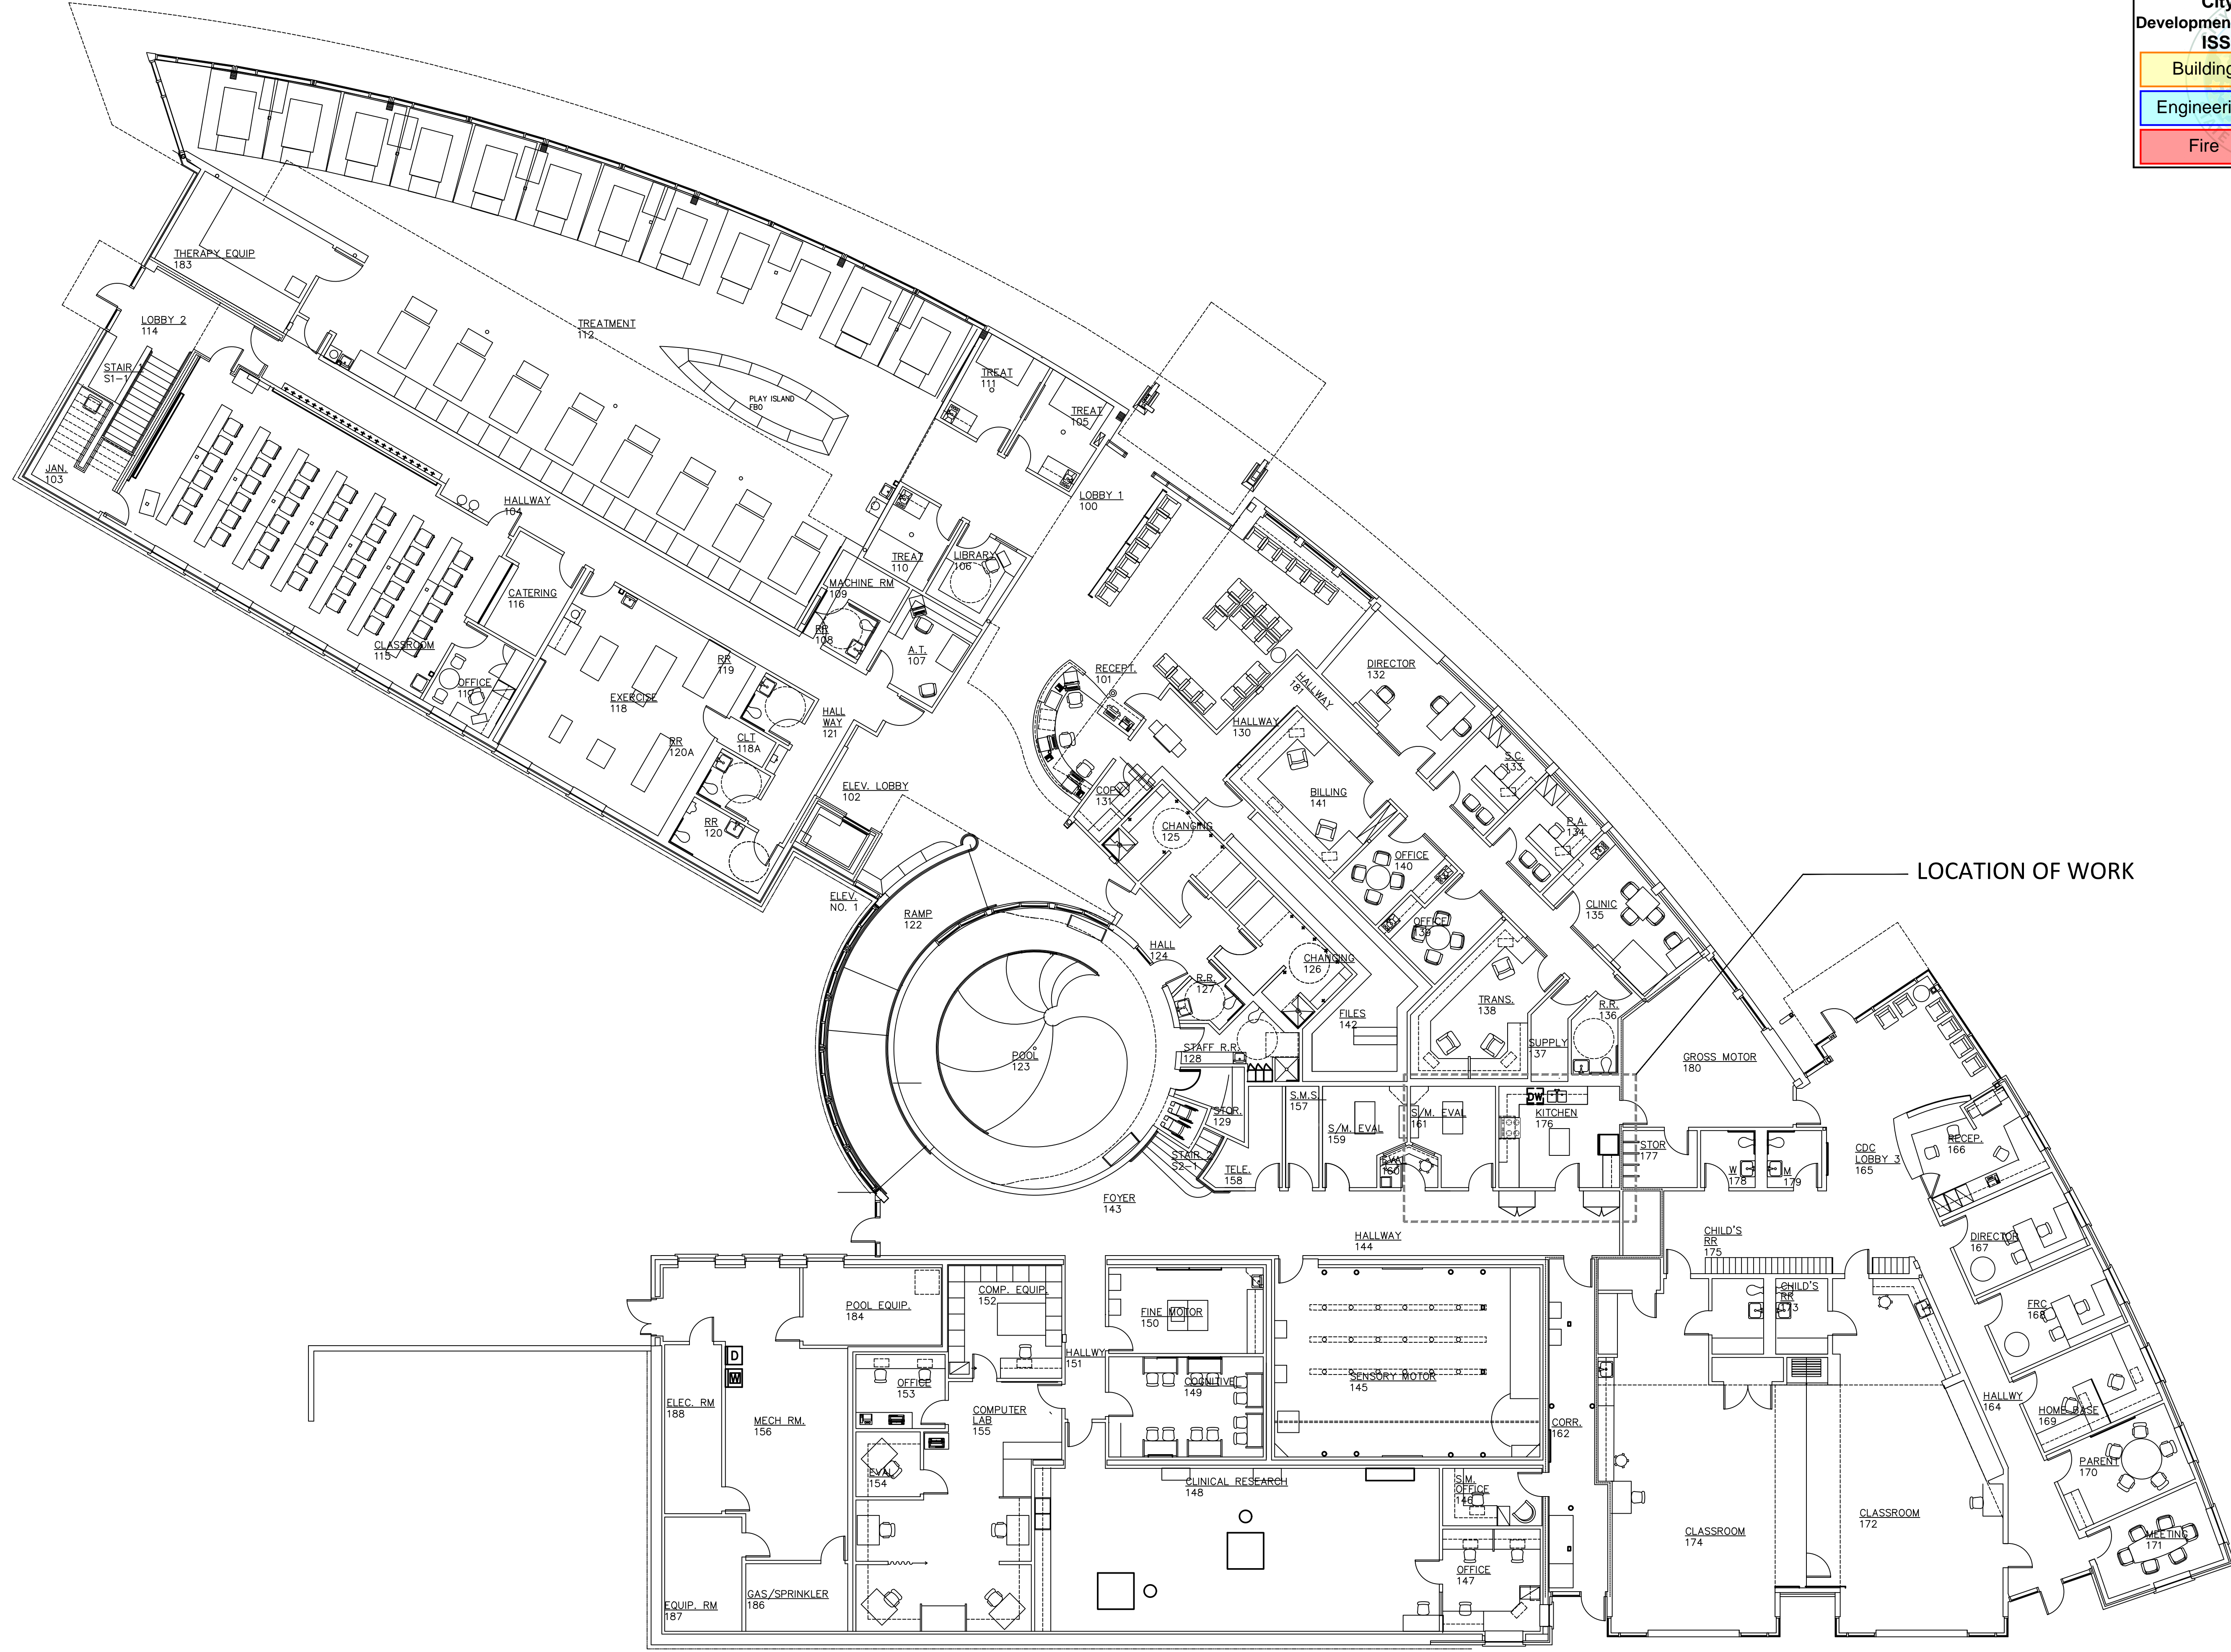 City
Development
ISS
Building
Engineeri
Fire
THERAPY EQUIP
183
LOBBY 2
114
STAIR 1
S1-1
JAN.
103
TREATMENT
112
PLAY ISLAND
FBO
TREAT
111
TREAT
105
LOBBY 1
100
HALLWAY
104
TREAT
110
LIBRARY
106
MACHINE RM
109
RR
108
A.T.
107
CATERING
116
CLASSROOM
115
OFFICE
117
EXERCISE
118
RR
119
RR
120A
CLT
118A
HALL
WAY
121
RR
120
ELEV. LOBBY
102
ELEV.
NO. 1
RECEPT.
101
HALLWAY
130
HALLWAY
181
DIRECTOR
132
S.C.
133
P.A.
134
BILLING
141
COPY
131
CHANGING
125
OFFICE
140
OFFICE
139
CLINIC
135
LOCATION OF WORK
RAMP
122
HALL
124
CHANGING
126
R.R.
127
POOL
123
STAFF R.R.
128
FILES
142
TRANS.
138
SUPPLY
137
R.R.
136
GROSS MOTOR
180
STOR.
129
STAIR 2
S2-1
TELE.
158
S.M.S.
157
S/M. EVAL
159
EVAL
160
S/M. EVAL
161
DW
KITCHEN
176
STOR
177
W
178
M
179
CDC
LOBBY 3
165
RECEP.
166
FOYER
143
HALLWAY
144
CHILD'S
RR
175
CHILD'S
RR
173
DIRECTOR
167
FRC
168
HALLWY
164
HOME BASE
169
PARENT
170
MEETING
171
POOL EQUIP.
184
COMP. EQUIP.
152
HALLWY
151
FINE MOTOR
150
COGNITIVE
149
SENSORY MOTOR
145
CORR.
162
D
W
ELEC. RM
188
MECH RM.
156
OFFICE
153
COMPUTER
LAB
155
EVAL
154
CLINICAL RESEARCH
148
S.M.
OFFICE
146
OFFICE
147
CLASSROOM
174
CLASSROOM
172
EQUIP. RM
187
GAS/SPRINKLER
186